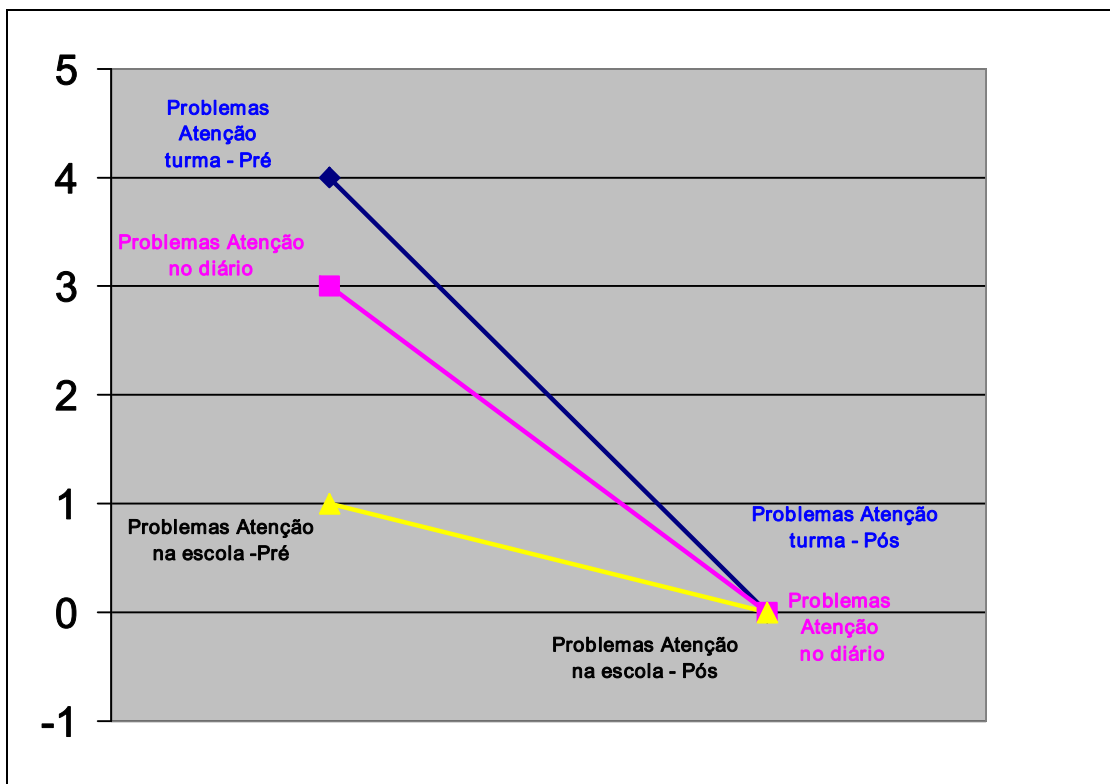 5
Problemas
Atenção
turma - Pré
4
Problemas Atenção
no diário
3
2
1
Problemas Atenção
na escola -Pré
Problemas Atenção
turma - Pós
0
Problemas
Atenção
no diário
Problemas Atenção
na escola - Pós
-1